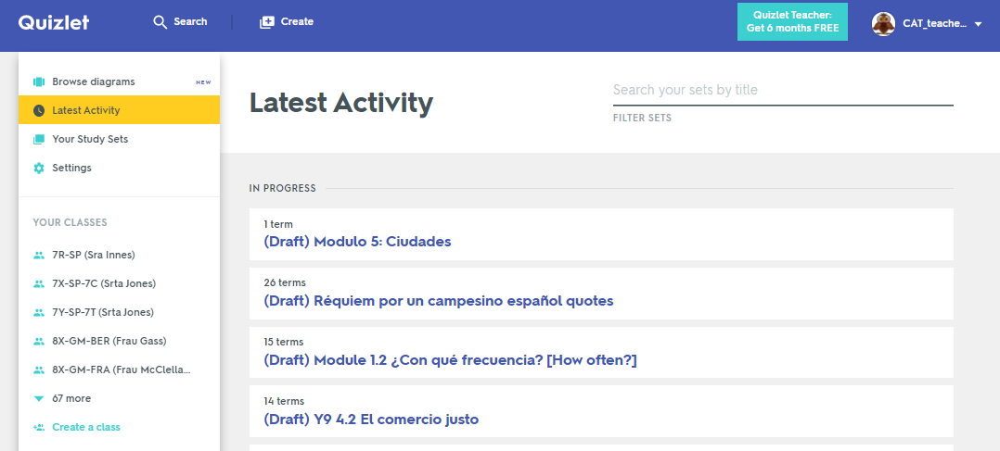 Quizlet
Search
Create
Quizlet Teacher:
Get 6 months FREE
CAT_teache...
Browse diagrams
NEW
Latest Activity
Your Study Sets
Settings
YOUR CLASSES
7R-SP (Sra Innes)
7X-SP-7C (Srta Jones)
7Y-SP-7T (Srta Jones)
8X-GM-BER (Frau Gass)
8X-GM-FRA (Frau McClella...
67 more
Create a class
Latest Activity
Search your sets by title
FILTER SETS
IN PROGRESS
1 term
(Draft) Modulo 5: Ciudades
26 terms
(Draft) Réquiem por un campesino español quotes
15 terms
(Draft) Module 1.2 ¿Con qué frecuencia? [How often?]
14 terms
(Draft) Y9 4.2 El comercio justo